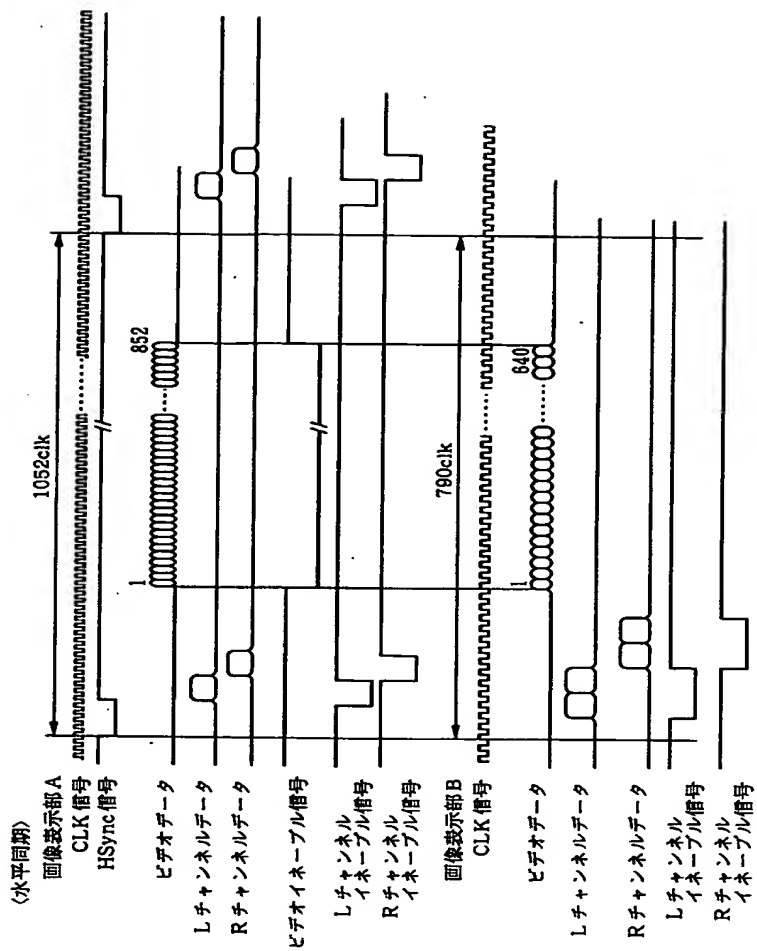 〈水平同期〉
画像表示部A
1052clk
CLK信号
HSync信号
1
852
ビデオデータ
Lチャンネルデータ
Rチャンネルデータ
ビデオイネーブル信号
Lチャンネル
イネーブル信号
Rチャンネル
イネーブル信号
画像表示部B
790clk
CLK信号
1
640
ビデオデータ
Lチャンネルデータ
Rチャンネルデータ
Lチャンネル
イネーブル信号
Rチャンネル
イネーブル信号